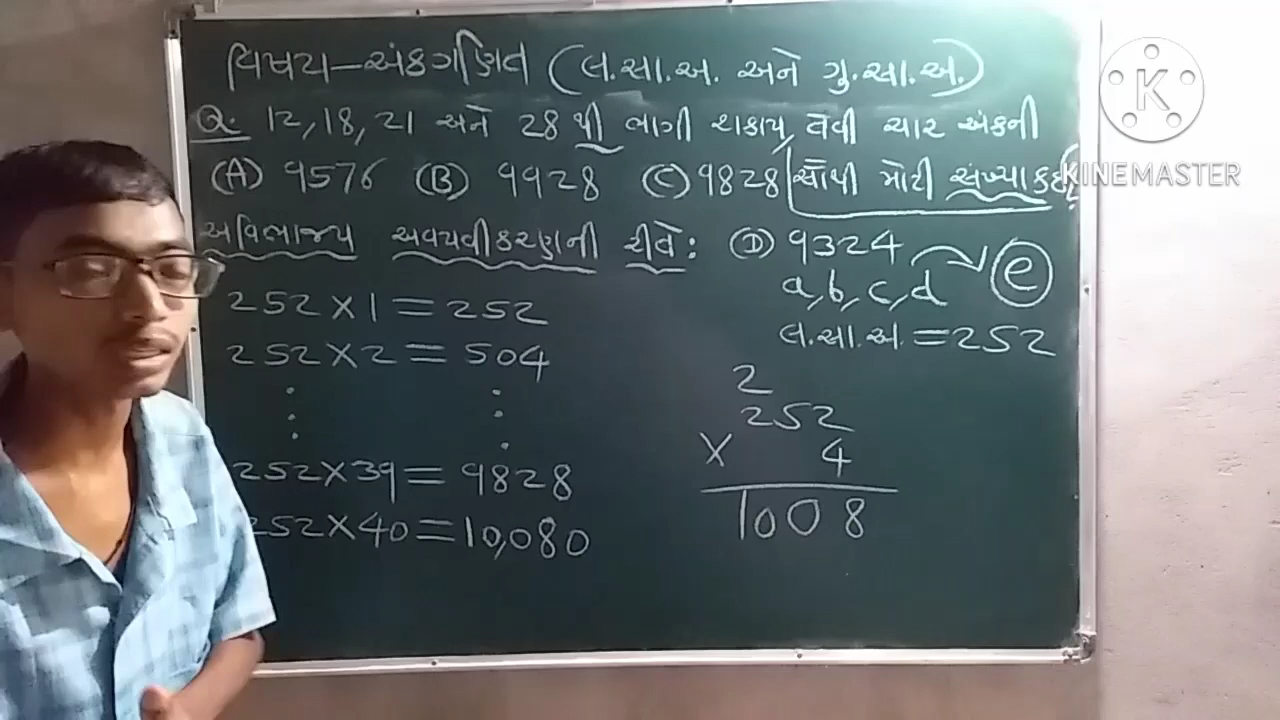 વિષય – અંકગણિત (લ.સા.અ. અને ગુ.સા.અ.)
Q. 12, 18, 21 અને 28 થી ભાગી શકાય તેવી ચાર અંકની
સૌથી મોટી સંખ્યા કઈ?
(A) 9576 (B) 9928 (C) 9828
(D) 9324
અવિભાજ્ય અવયવીકરણની રીતે :
a, b, c, d
e
લ.સા.અ. = 252
252 × 1 = 252
252 × 2 = 504
252 × 39 = 9828
252 × 40 = 10,080
2
252
× 4
1008
K
KINEMASTER